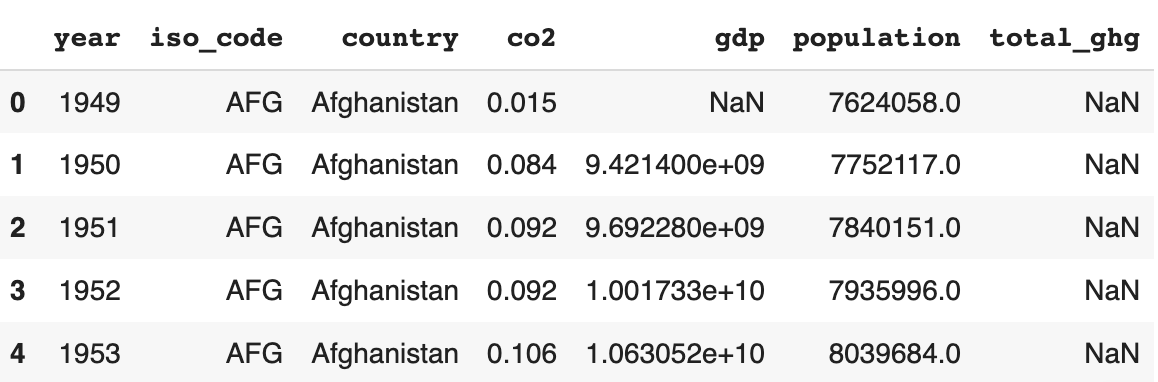 year iso_code country co2 gdp population total_ghg
0 1949 AFG Afghanistan 0.015 NaN 7624058.0 NaN
1 1950 AFG Afghanistan 0.084 9.421400e+09 7752117.0 NaN
2 1951 AFG Afghanistan 0.092 9.692280e+09 7840151.0 NaN
3 1952 AFG Afghanistan 0.092 1.001733e+10 7935996.0 NaN
4 1953 AFG Afghanistan 0.106 1.063052e+10 8039684.0 NaN